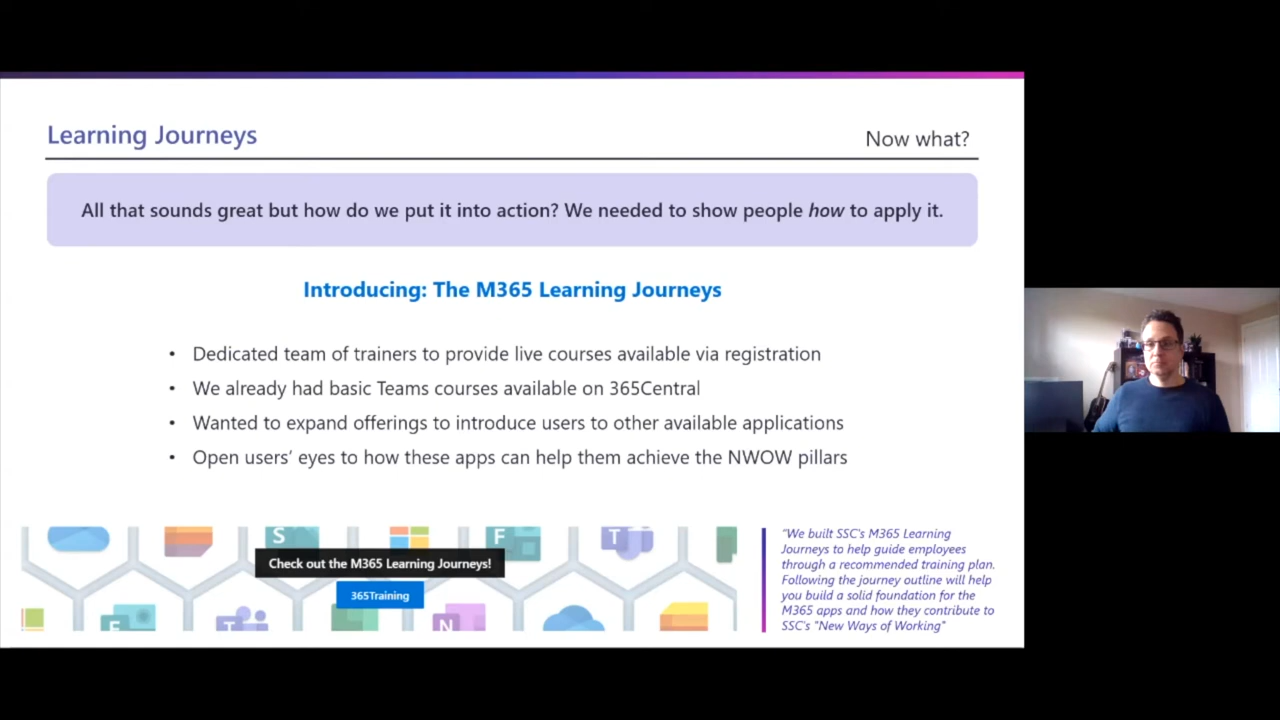 Learning Journeys
Now what?
All that sounds great but how do we put it into action? We needed to show people how to apply it.
Introducing: The M365 Learning Journeys
• Dedicated team of trainers to provide live courses available via registration
• We already had basic Teams courses available on 365Central
• Wanted to expand offerings to introduce users to other available applications
• Open users’ eyes to how these apps can help them achieve the NWOW pillars
S
F
T
Check out the M365 Learning Journeys!
365Training
F
T
N
“We built SSC's M365 Learning
Journeys to help guide employees
through a recommended training plan.
Following the journey outline will help
you build a solid foundation for the
M365 apps and how they contribute to
SSC's "New Ways of Working"